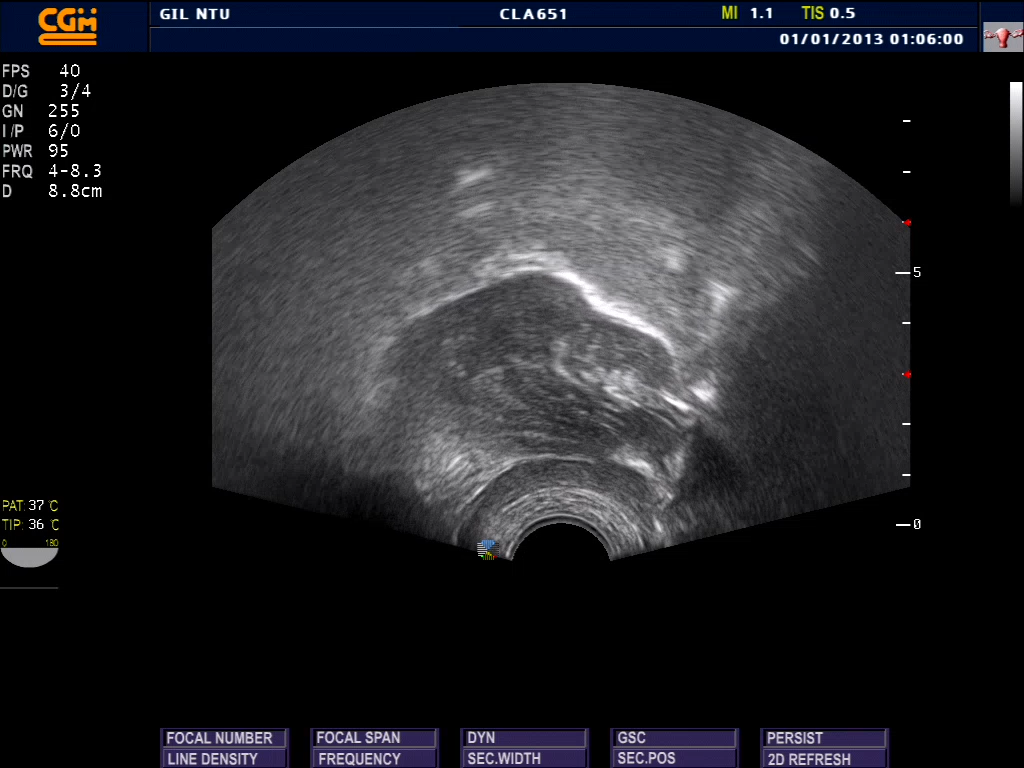 CGM
GIL NTU CLA651 MI 1.1 TIS 0.5
01/01/2013 01:06:00
FPS 40
D/G 3/4
GN 255
I/P 6/0
PWR 95
FRQ 4-8.3
D 8.8cm
5
PAT: 37 °C
TIP: 36 °C
0 180
0
FOCAL NUMBER FOCAL SPAN DYN GSC PERSIST
LINE DENSITY FREQUENCY SEC.WIDTH SEC.POS 2D REFRESH